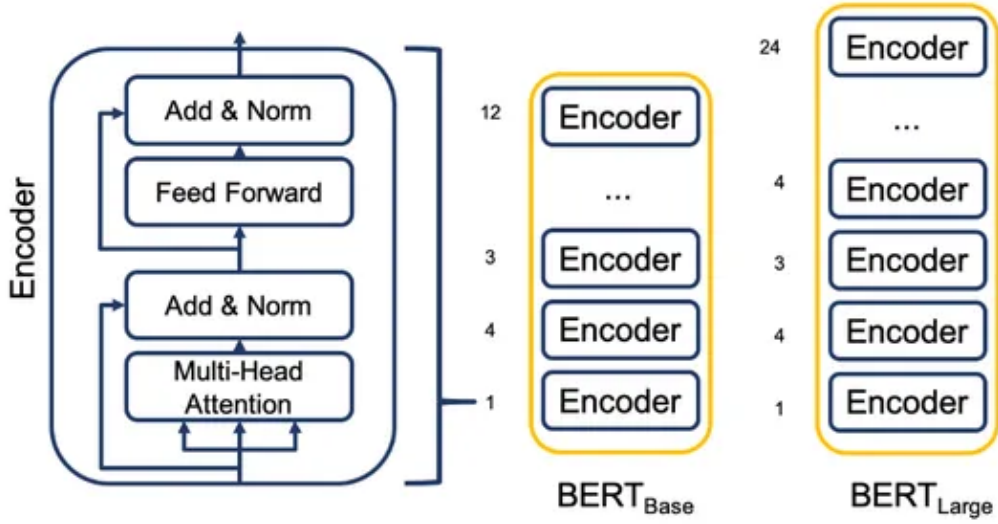 Encoder
Add & Norm
Feed Forward
Add & Norm
Multi-Head
Attention
12
Encoder
...
3
Encoder
4
Encoder
1
Encoder
BERTBase
24
Encoder
...
4
Encoder
3
Encoder
4
Encoder
1
Encoder
BERTLarge